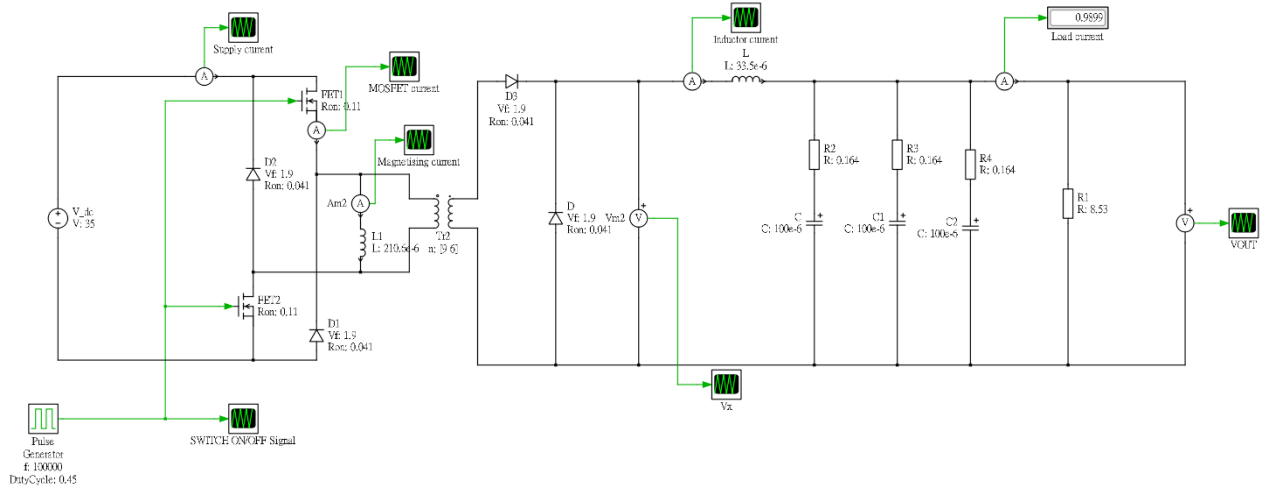 Supply current
A
MOSFET current
FET1
Ron: 0.11
A
Magnetising current
D2
Vf: 1.9
Ron: 0.041
Am2
A
V_dc
V: 35
L1
L: 210.6e-6
Tr2
n: [9 6]
FET2
Ron: 0.11
D1
Vf: 1.9
Ron: 0.041
Pulse
Generator
f: 100000
DutyCycle: 0.45
SWITCH ON/OFF Signal
D3
Vf: 1.9
Ron: 0.041
D
Vf: 1.9
Ron: 0.041
Vm2
V
Vx
Inductor current
A
L
L: 33.5e-6
R2
R: 0.164
C
C: 100e-6
R3
R: 0.164
C1
C: 100e-6
R4
R: 0.164
C2
C: 100e-6
0.9899
Load current
A
R1
R: 8.53
V
VOUT